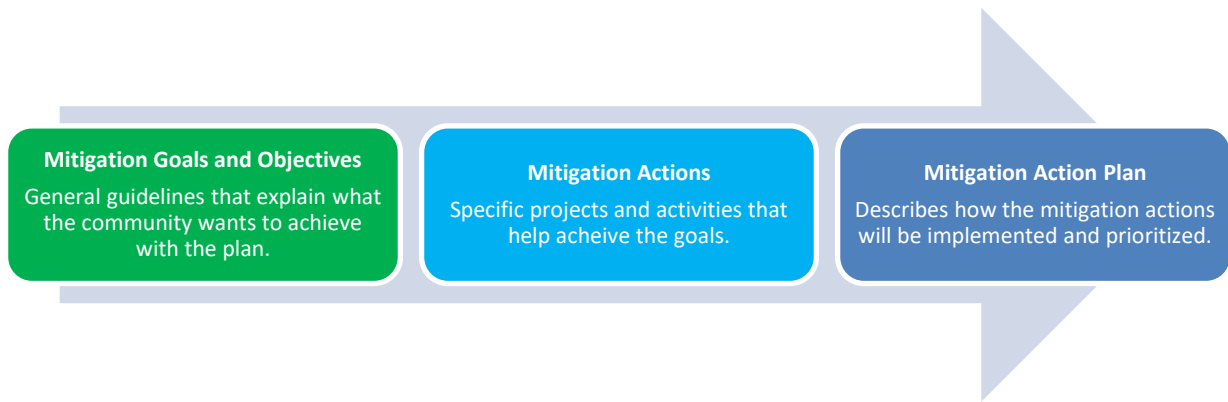 Mitigation Goals and Objectives
General guidelines that explain what
the community wants to achieve
with the plan.
Mitigation Actions
Specific projects and activities that
help acheive the goals.
Mitigation Action Plan
Describes how the mitigation actions
will be implemented and prioritized.